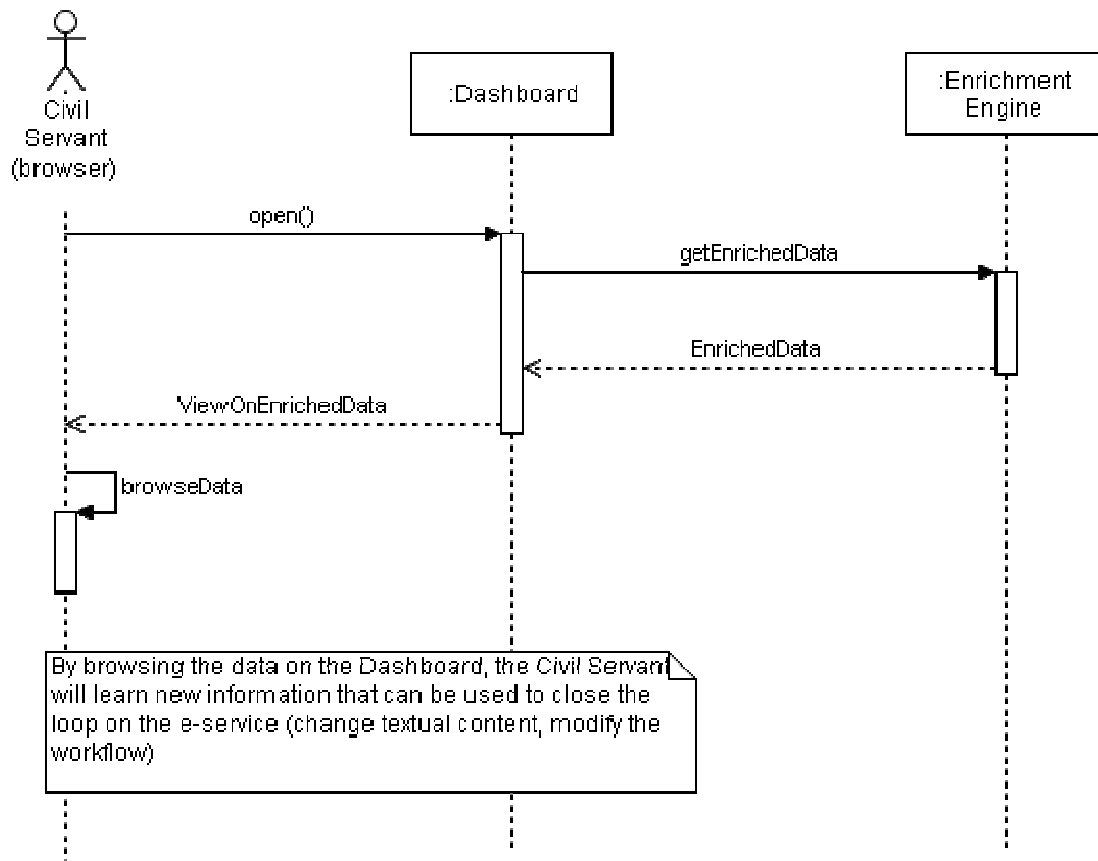 Civil
Servant
(browser)
:Dashboard
:Enrichment
Engine
open()
getEnrichedData
EnrichedData
ViewOnEnrichedData
browseData
By browsing the data on the Dashboard, the Civil Servant
will learn new information that can be used to close the
loop on the e-service (change textual content, modify the
workflow)